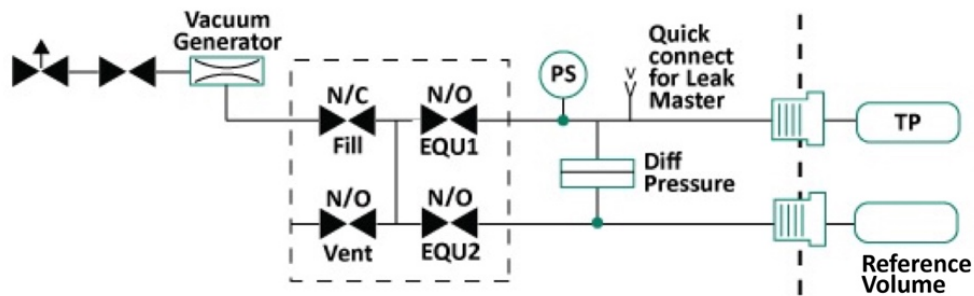 Vacuum
Generator
N/C
N/O
Fill
EQU1
N/O
N/O
Vent
EQU2
PS
Quick
connect
for Leak
Master
Diff
Pressure
TP
Reference
Volume